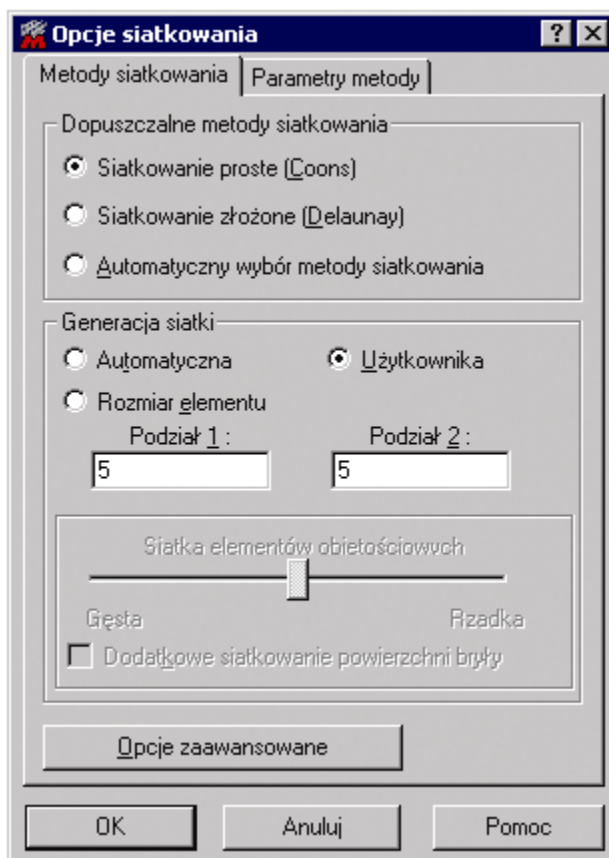 Opcje siatkowania
Metody siatkowania Parametry metody
Dopuszczalne metody siatkowania
Siatkowanie proste (Coons)
Siatkowanie złożone (Delaunay)
Automatyczny wybór metody siatkowania
Generacja siatki
Automatyczna Użytkownika
Rozmiar elementu
Podział 1 : Podział 2 :
5 5
Siatka elementów obietościowych
Gęsta Rzadka
Dodatkowe siatkowanie powierzchni bryły
Opcje zaawansowane
OK Anuluj Pomoc